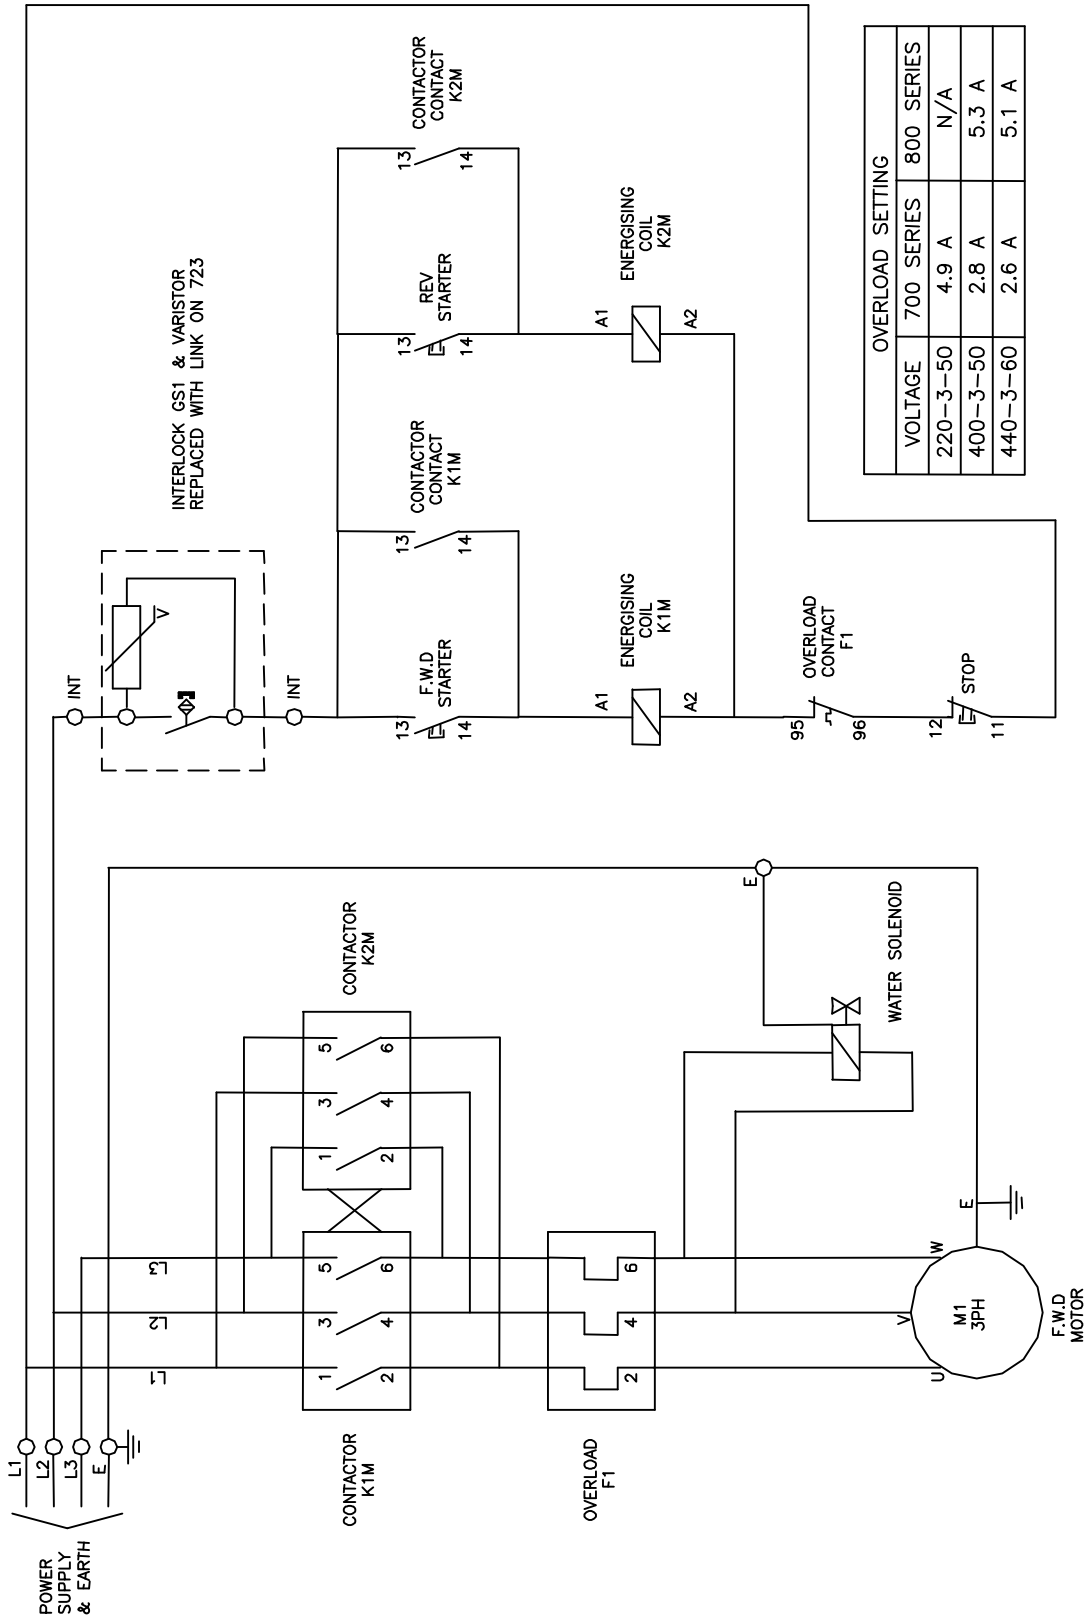 POWER
SUPPLY
& EARTH
L1
L2
L3
E
L1
L2
L3
CONTACTOR
K1M
1
2
3
4
5
6
CONTACTOR
K2M
1
2
3
4
5
6
OVERLOAD
F1
2
4
6
U
V
W
M1
3PH
F.W.D
MOTOR
E
E
WATER SOLENOID
INT
V
INT
INTERLOCK GS1 & VARISTOR
REPLACED WITH LINK ON 723
13
14
F.W.D
STARTER
13
14
CONTACTOR
CONTACT
K1M
13
14
REV
STARTER
13
14
CONTACTOR
CONTACT
K2M
A1
A2
ENERGISING
COIL
K1M
A1
A2
ENERGISING
COIL
K2M
95
96
OVERLOAD
CONTACT
F1
12
11
STOP
OVERLOAD SETTING
VOLTAGE 700 SERIES 800 SERIES
220-3-50 4.9 A N/A
400-3-50 2.8 A 5.3 A
440-3-60 2.6 A 5.1 A